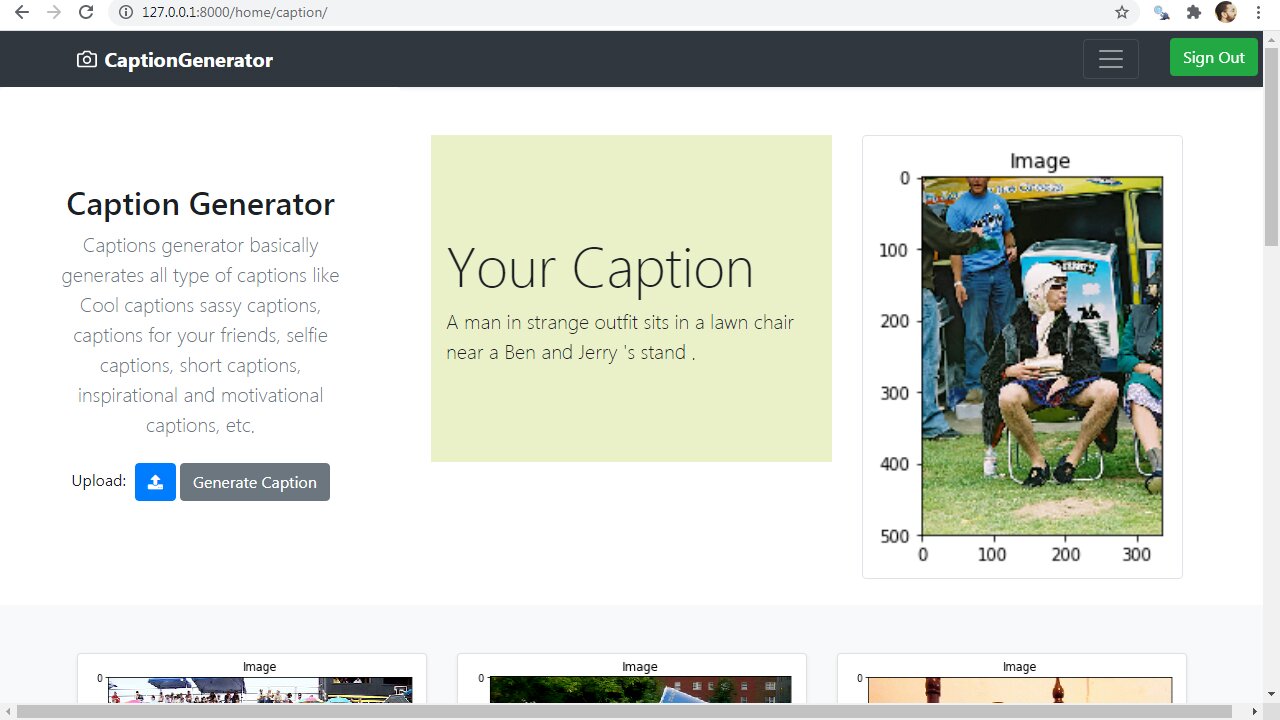 127.0.0.1:8000/home/caption/
CaptionGenerator
Sign Out
Caption Generator
Captions generator basically
generates all type of captions like
Cool captions sassy captions,
captions for your friends, selfie
captions, short captions,
inspirational and motivational
captions, etc.
Upload:
Generate Caption
Your Caption
A man in strange outfit sits in a lawn chair
near a Ben and Jerry 's stand .
Image
0
100
200
300
400
500
0 100 200 300
Image
0
Image
0
Image
0